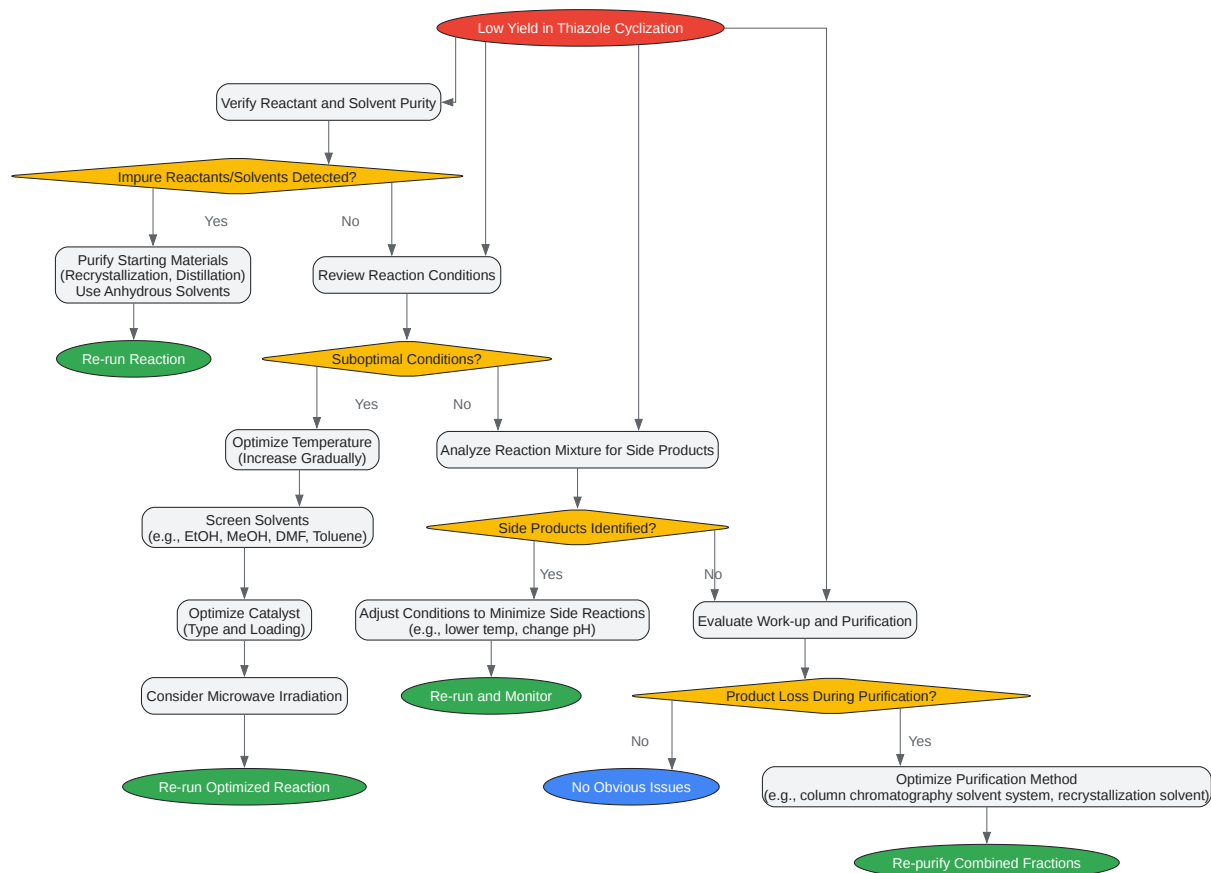 Low Yield in Thiazole Cyclization
Verify Reactant and Solvent Purity
Impure Reactants/Solvents Detected?
Yes
No
Purify Starting Materials
(Recrystallization, Distillation)
Use Anhydrous Solvents
Review Reaction Conditions
Re-run Reaction
Suboptimal Conditions?
Yes
No
Optimize Temperature
(Increase Gradually)
Analyze Reaction Mixture for Side Products
Screen Solvents
(e.g., EtOH, MeOH, DMF, Toluene)
Side Products Identified?
Yes
No
Optimize Catalyst
(Type and Loading)
Adjust Conditions to Minimize Side Reactions
(e.g., lower temp, change pH)
Evaluate Work-up and Purification
Consider Microwave Irradiation
Re-run and Monitor
Product Loss During Purification?
No
Yes
Re-run Optimized Reaction
No Obvious Issues
Optimize Purification Method
(e.g., column chromatography solvent system, recrystallization solvent)
Re-purify Combined Fractions